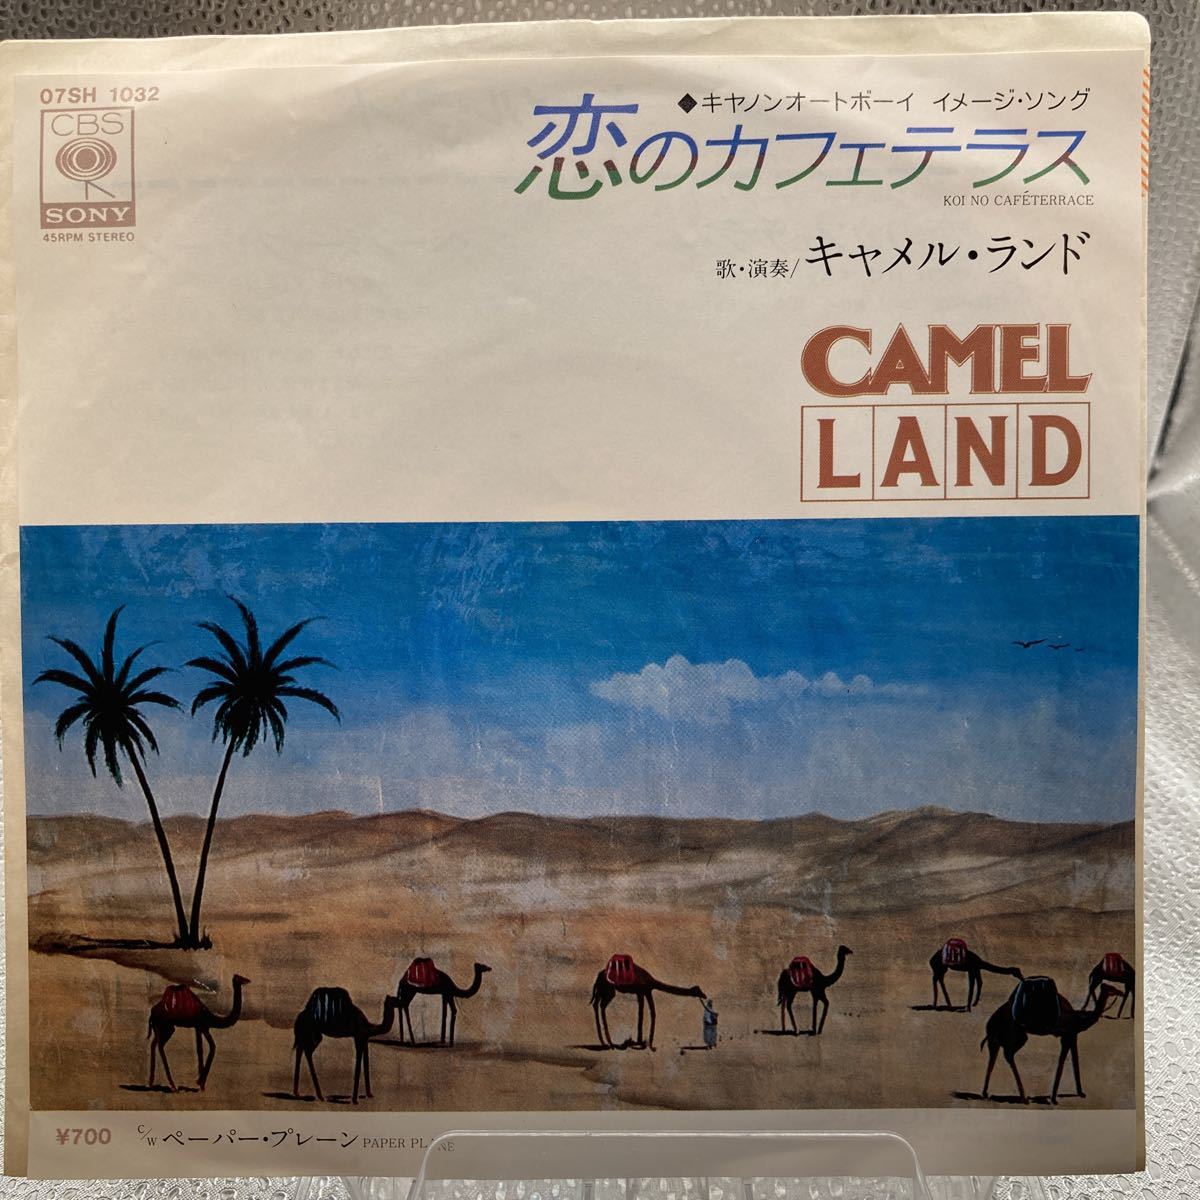 07SH 1032
CBS
SONY
45RPM STEREO
◆キヤノンオートボーイ イメージ・ソング
恋のカフェテラス
KOI NO CAFÉTERRACE
歌・演奏/キャメル・ランド
CAMEL
LAND
¥700
C/W ペーパー・プレーン PAPER PLANE